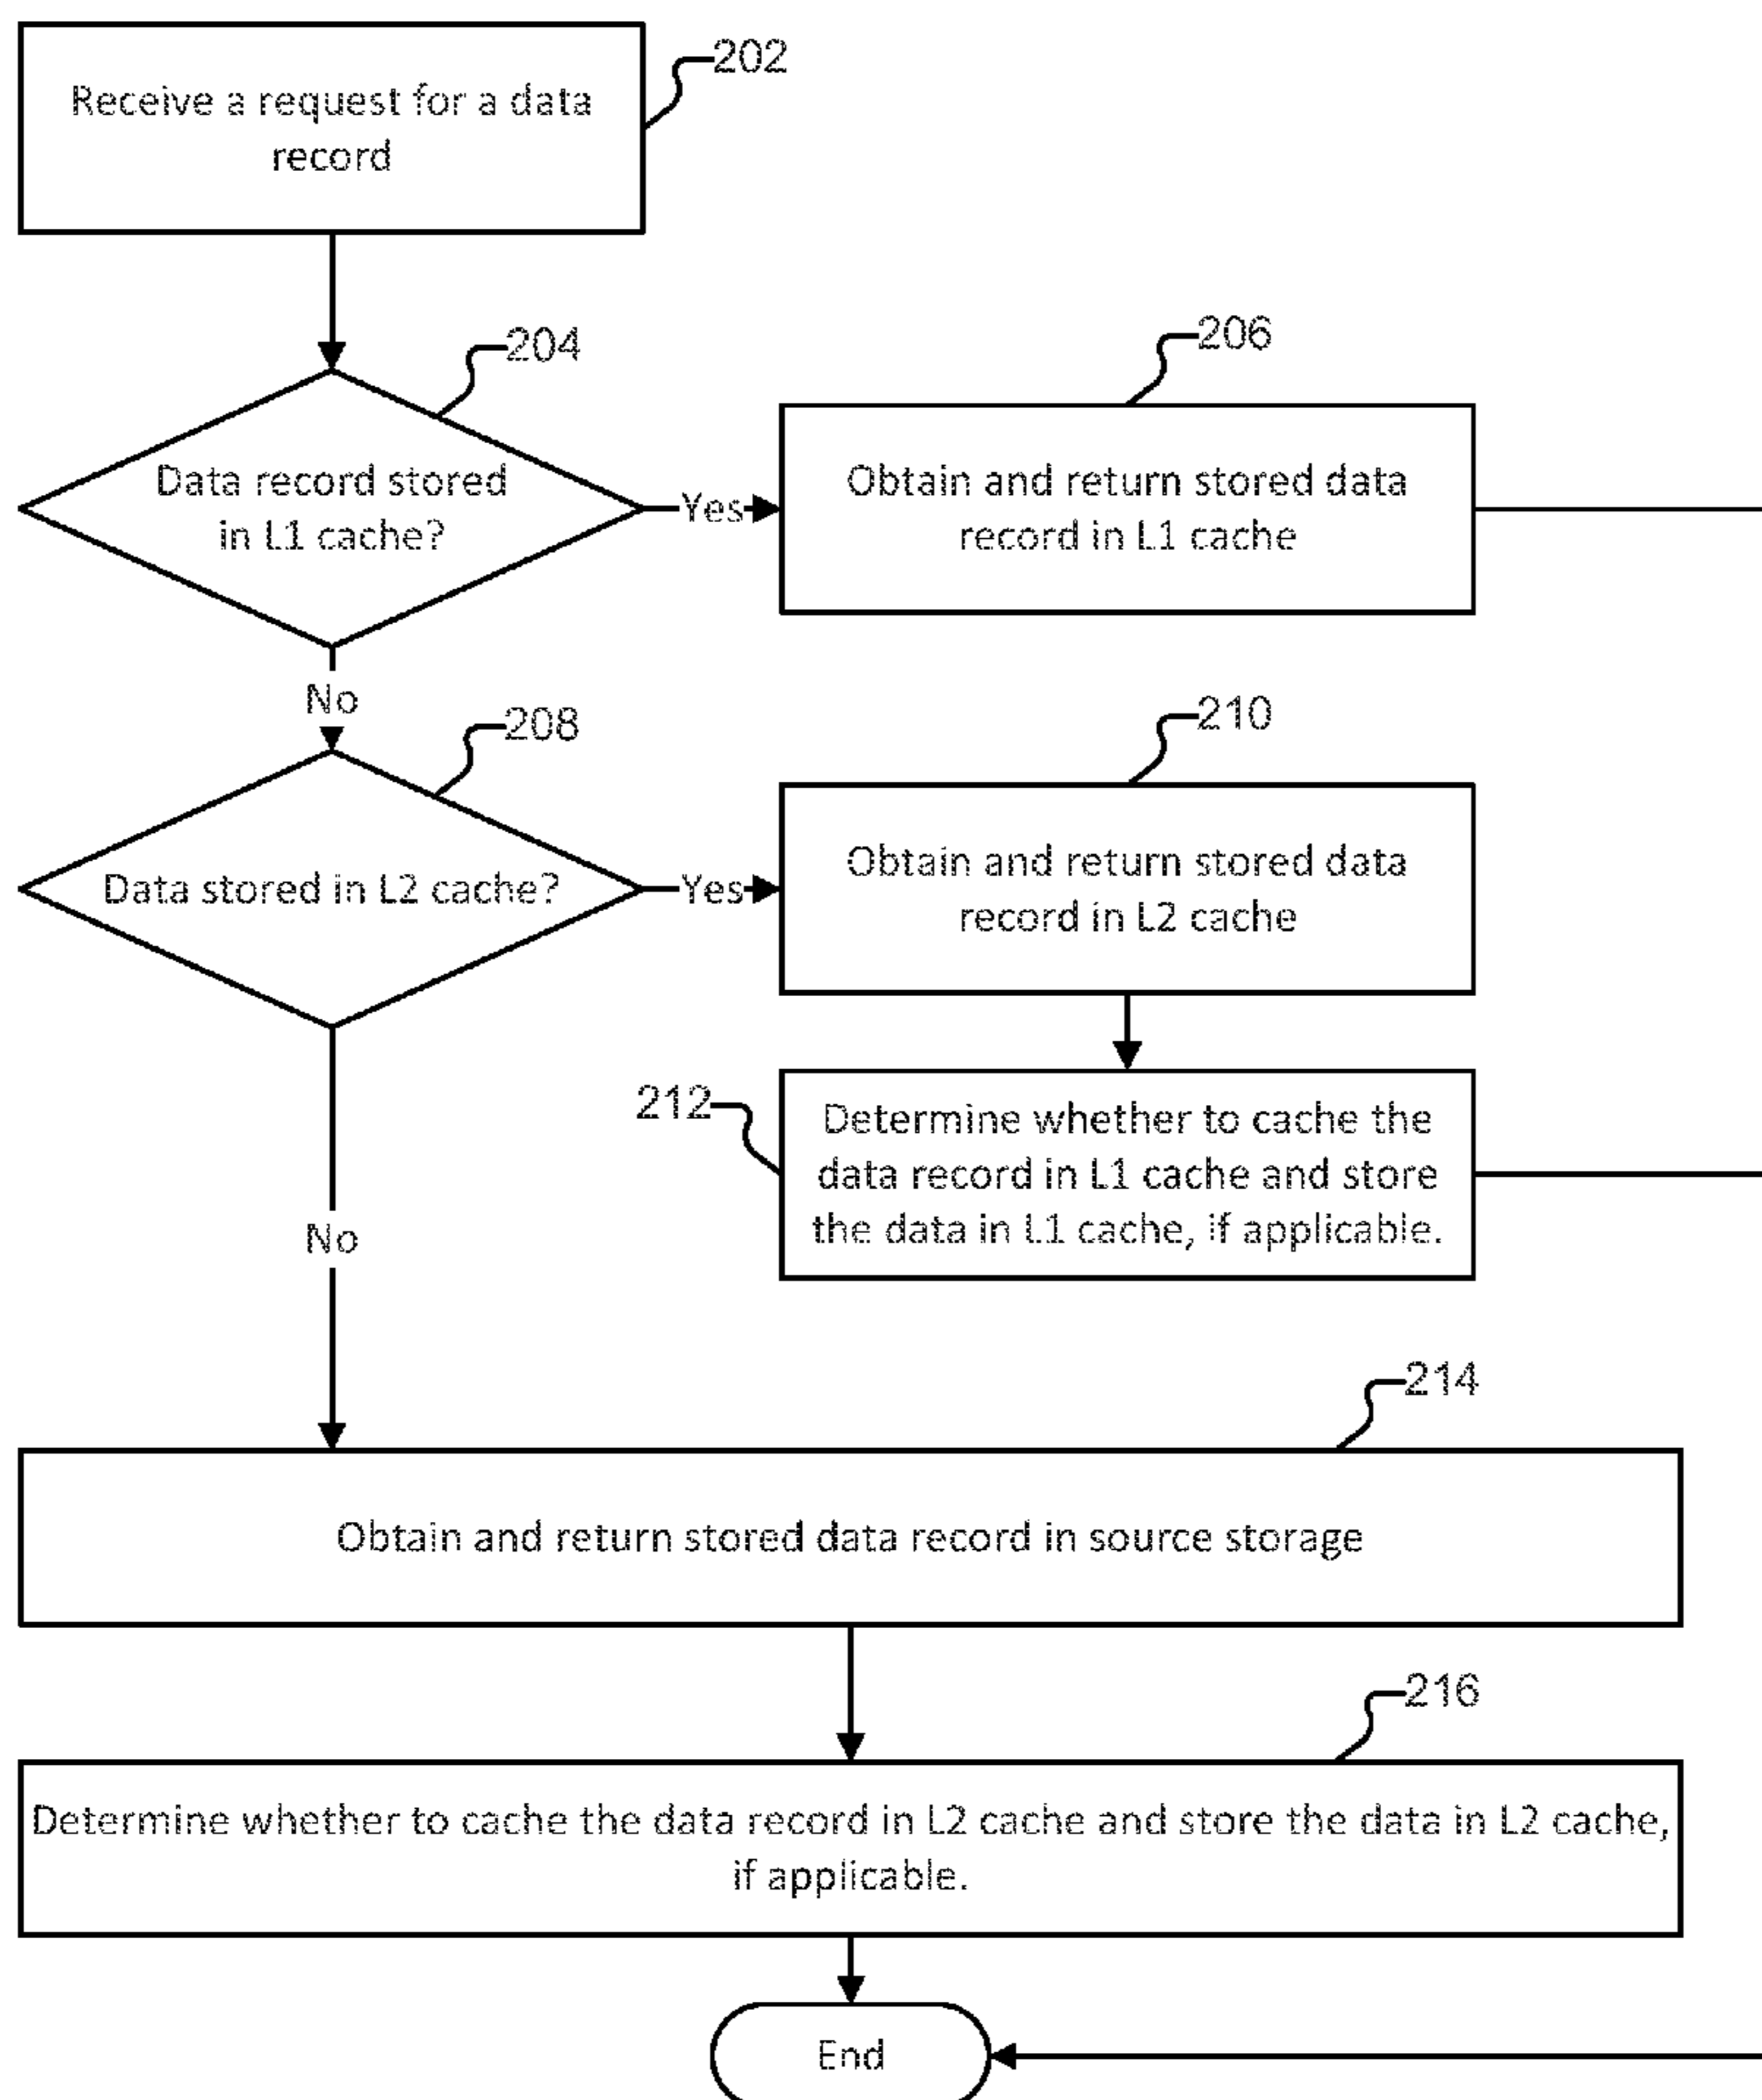 202
Receive a request for a data
record
204
206
Data record stored
in L1 cache?
Yes
Obtain and return stored data
record in L1 cache
No
208
210
Data stored in L2 cache?
Yes
Obtain and return stored data
record in L2 cache
212
Determine whether to cache the
data record in L1 cache and store
the data in L1 cache, if applicable.
No
214
Obtain and return stored data record in source storage
216
Determine whether to cache the data record in L2 cache and store the data in L2 cache,
if applicable.
End